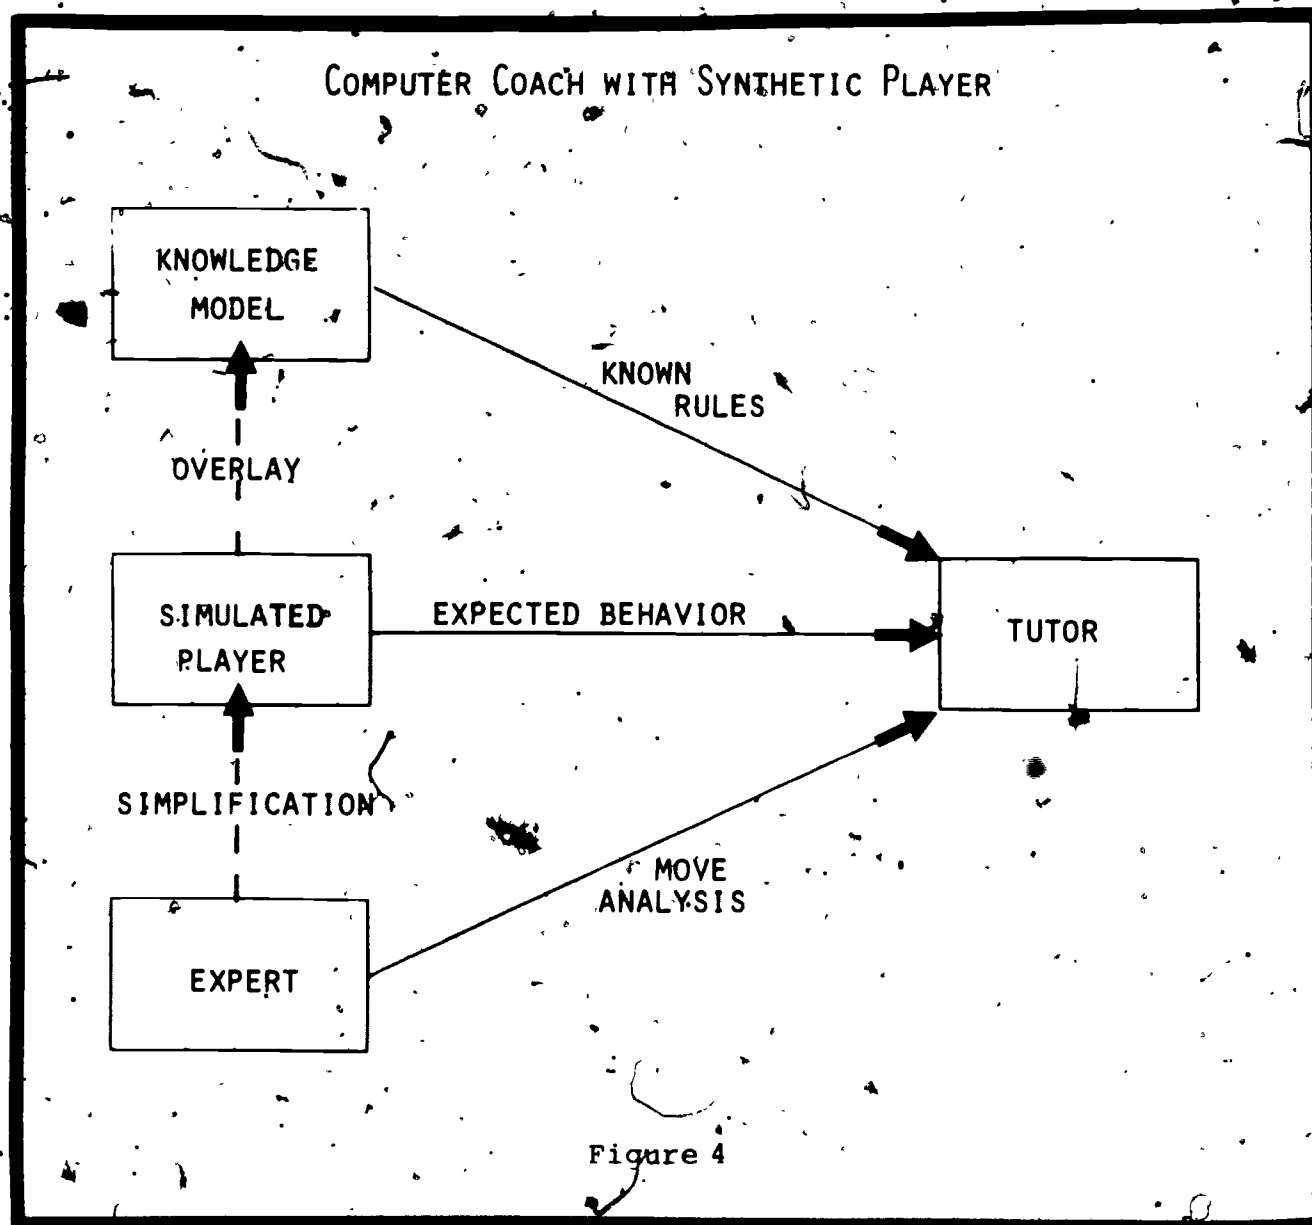 COMPUTER COACH WITH SYNTHETIC PLAYER
KNOWLEDGE
MODEL
KNOWN
RULES
OVERLAY
SIMULATED
PLAYER
EXPECTED BEHAVIOR
TUTOR
SIMPLIFICATION
MOVE
ANALYSIS
EXPERT
Figure 4